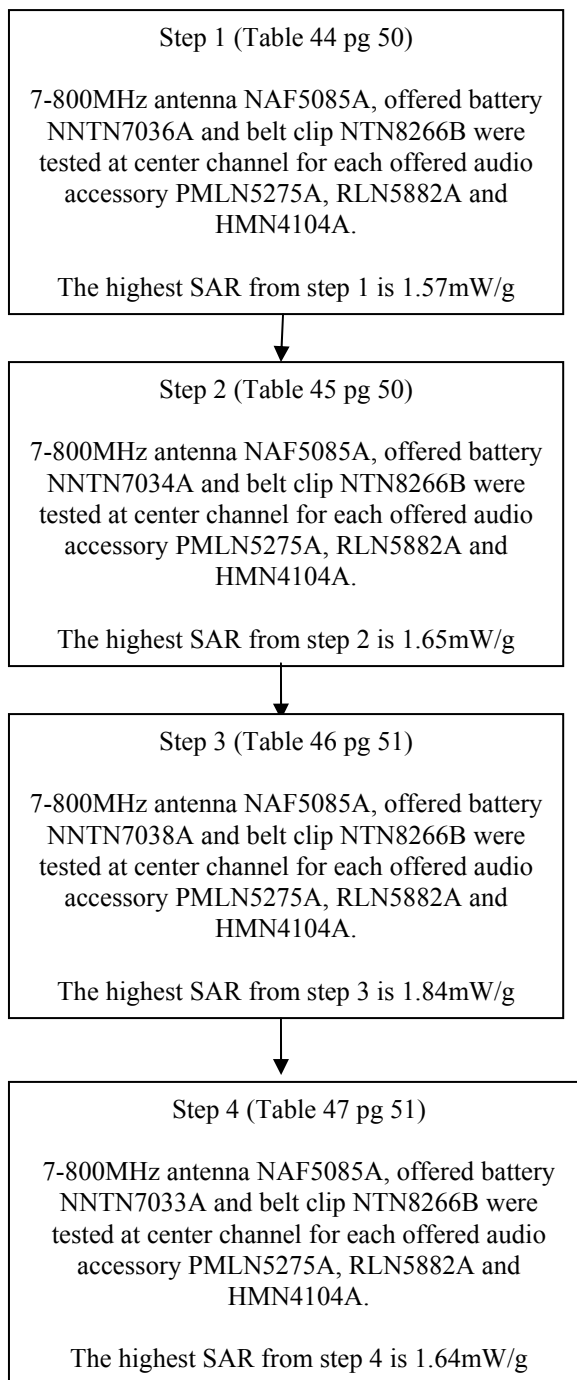 Step 1 (Table 44 pg 50)
7-800MHz antenna NAF5085A, offered battery
NNTN7036A and belt clip NTN8266B were
tested at center channel for each offered audio
accessory PMLN5275A, RLN5882A and
HMN4104A.
The highest SAR from step 1 is 1.57mW/g
Step 2 (Table 45 pg 50)
7-800MHz antenna NAF5085A, offered battery
NNTN7034A and belt clip NTN8266B were
tested at center channel for each offered audio
accessory PMLN5275A, RLN5882A and
HMN4104A.
The highest SAR from step 2 is 1.65mW/g
Step 3 (Table 46 pg 51)
7-800MHz antenna NAF5085A, offered battery
NNTN7038A and belt clip NTN8266B were
tested at center channel for each offered audio
accessory PMLN5275A, RLN5882A and
HMN4104A.
The highest SAR from step 3 is 1.84mW/g
Step 4 (Table 47 pg 51)
7-800MHz antenna NAF5085A, offered battery
NNTN7033A and belt clip NTN8266B were
tested at center channel for each offered audio
accessory PMLN5275A, RLN5882A and
HMN4104A.
The highest SAR from step 4 is 1.64mW/g